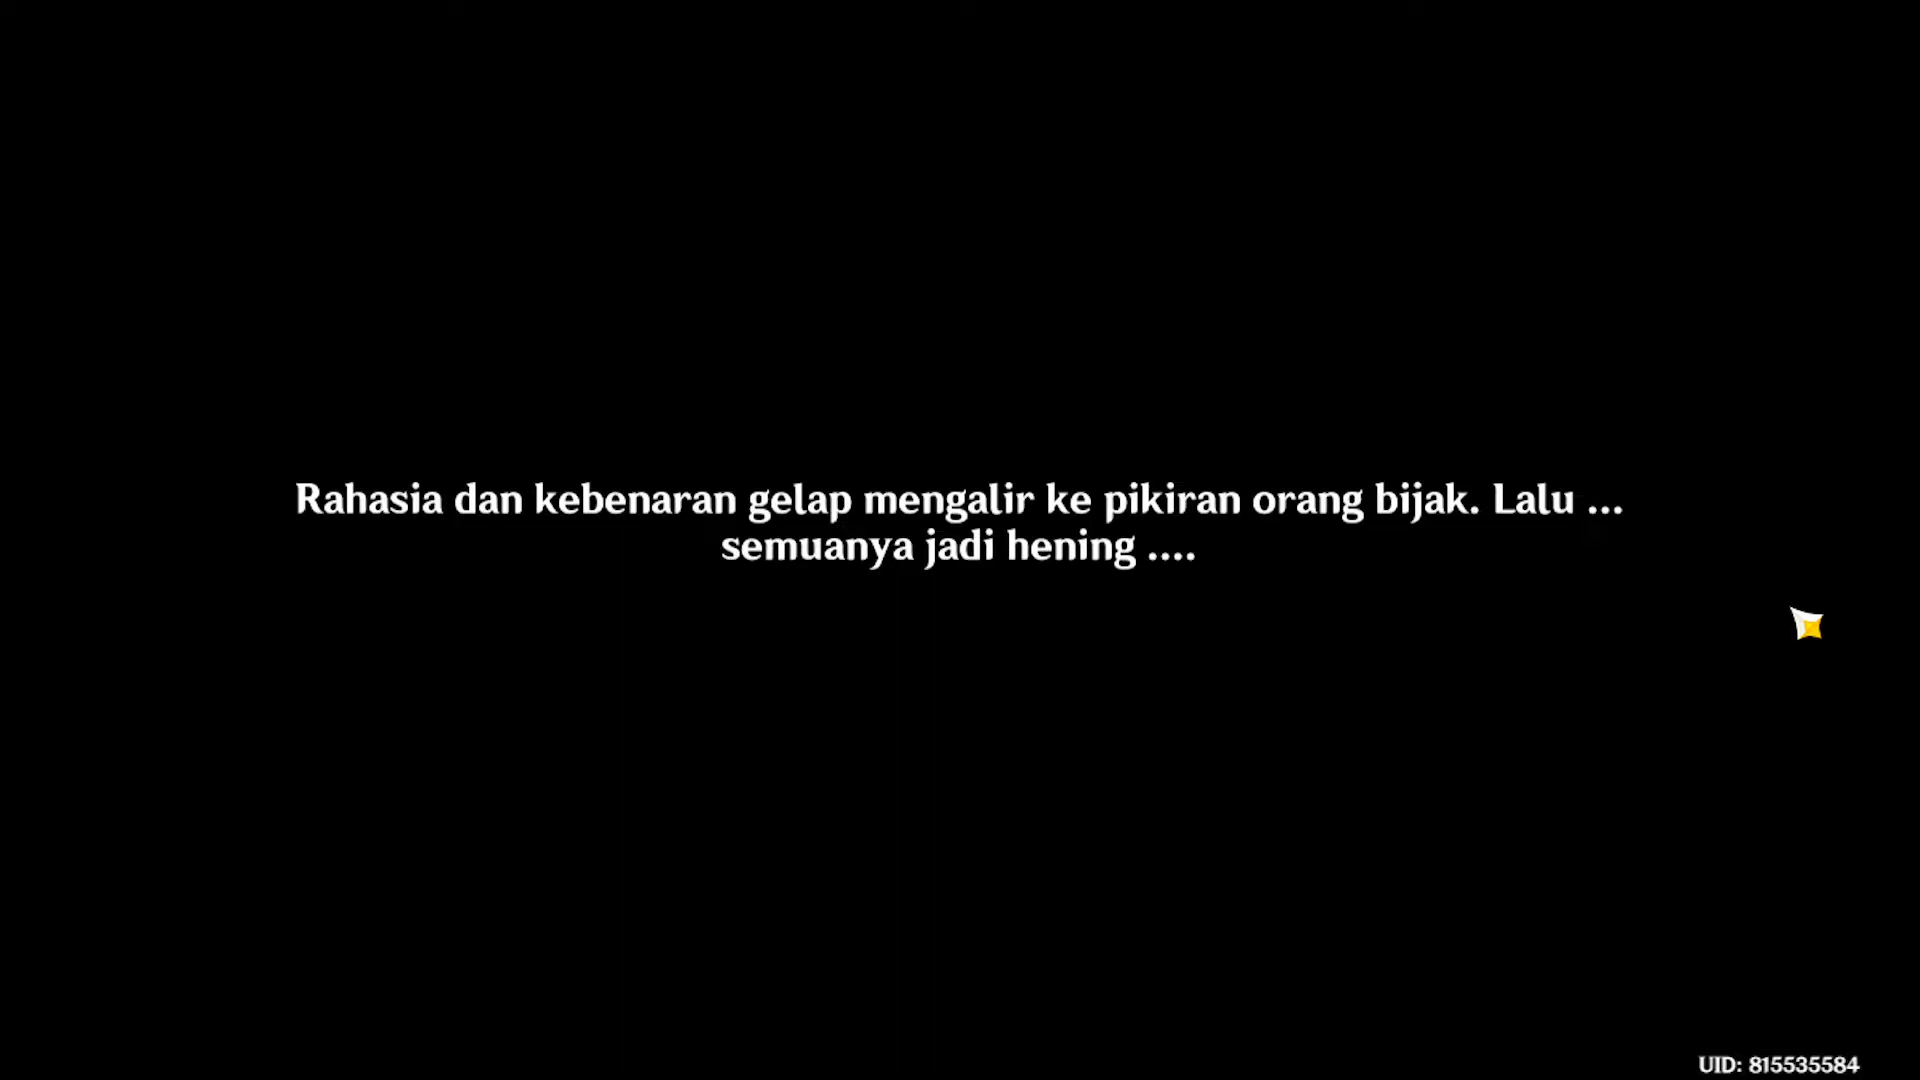 Rahasia dan kebenaran gelap mengalir ke pikiran orang bijak. Lalu ...
semuanya jadi hening ....
UID: 815535584